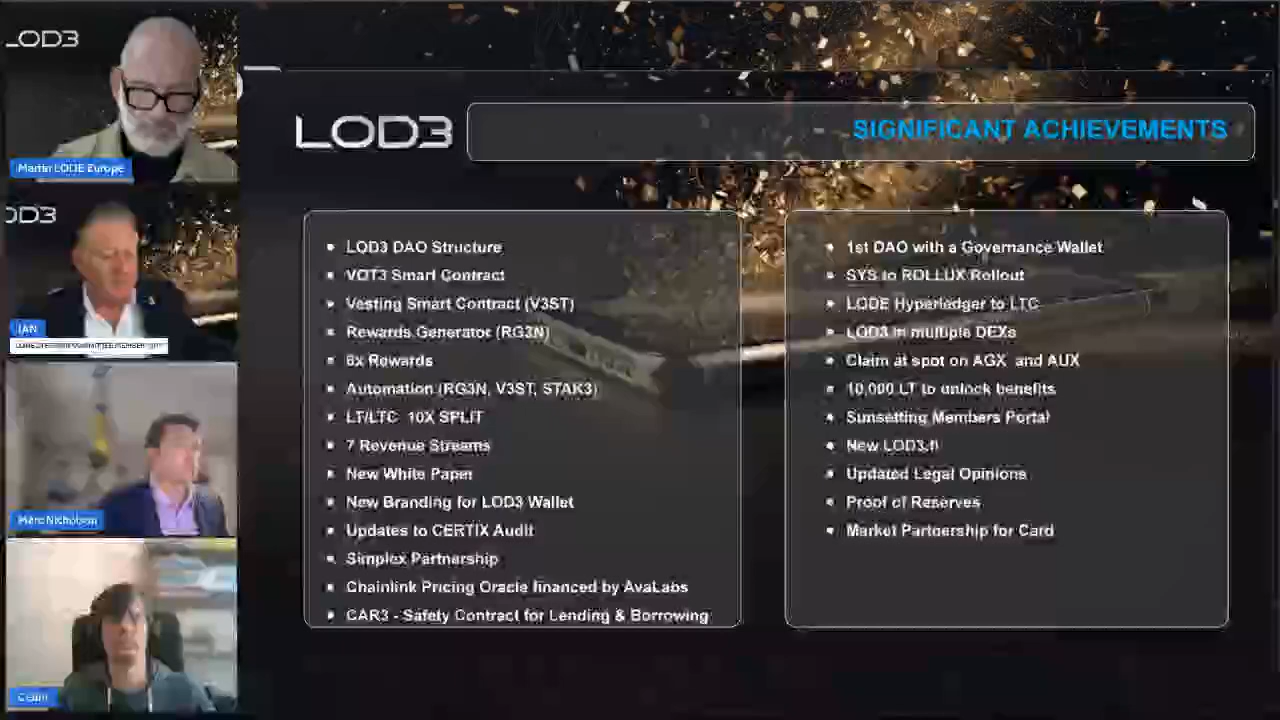 LOD3
Martin LODE Europe
OD3
IAN
Marc Nicholson
LOD3
SIGNIFICANT ACHIEVEMENTS
LOD3 DAO Structure
VOT3 Smart Contract
Vesting Smart Contract (V3ST)
Rewards Generator (RG3N)
6x Rewards
Automation (RG3N, V3ST, STAK3)
LT/LTC 10X SPLIT
7 Revenue Streams
New White Paper
New Branding for LOD3 Wallet
Updates to CERTIX Audit
Simplex Partnership
Chainlink Pricing Oracle financed by AvaLabs
CAR3 - Safety Contract for Lending & Borrowing
1st DAO with a Governance Wallet
SYS to ROLLUX Rollout
LODE Hyperledger to LTC
LOD3 in multiple DEXs
Claim at spot on AGX and AUX
10,000 LT to unlock benefits
Sunsetting Members Portal
New LOD3.fi
Updated Legal Opinions
Proof of Reserves
Market Partnership for Card